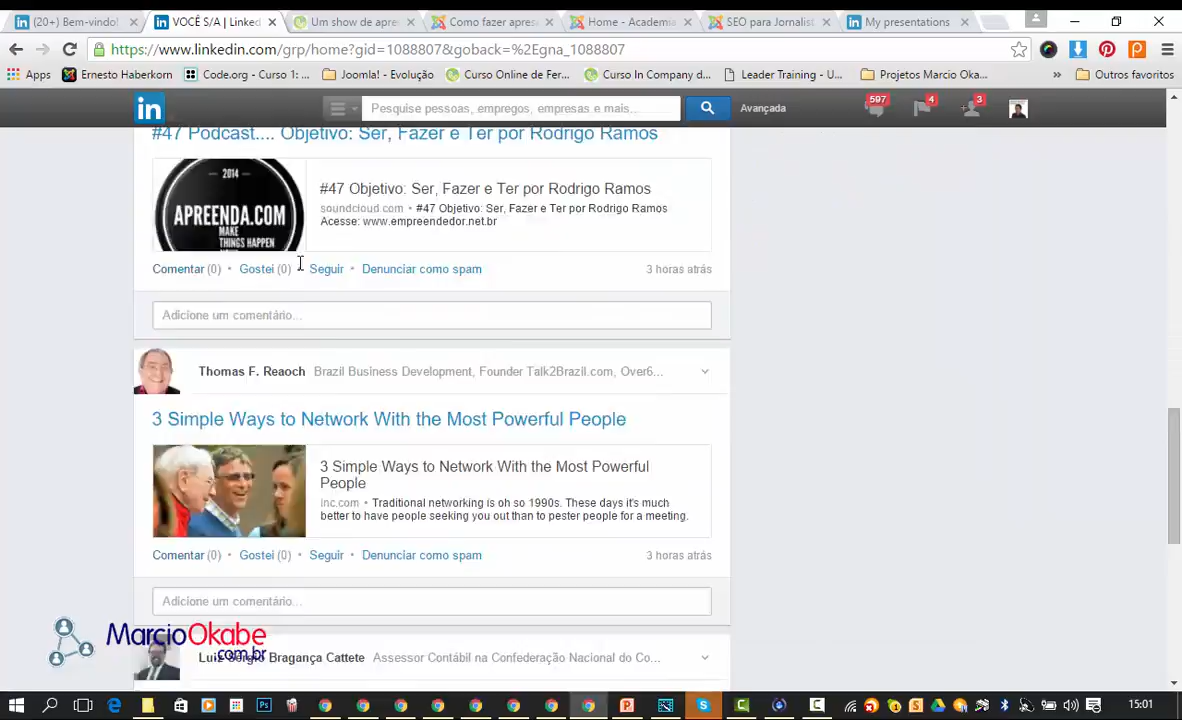 (20+) Bem-vindo!
VOCÊ S/A | Linked
Um show de apre
Como fazer apres
Home - Academia
SEO para Jornalist
My presentations
https://www.linkedin.com/grp/home?gid=1088807&goback=%2Egna_1088807
Apps
Ernesto Haberkorn
Code.org - Curso 1: ...
Joomla! - Evolução
Curso Online de Fer...
Curso In Company d...
Leader Training - U...
Projetos Marcio Oka...
»
Outros favoritos
in
Pesquise pessoas, empregos, empresas e mais...
Avançada
597
4
3
#47 Podcast.... Objetivo: Ser, Fazer e Ter por Rodrigo Ramos
- 2014 -
APREENDA.COM
MAKE
THINGS HAPPEN
#47 Objetivo: Ser, Fazer e Ter por Rodrigo Ramos
soundcloud.com • #47 Objetivo: Ser, Fazer e Ter por Rodrigo Ramos
Acesse: www.empreendedor.net.br
Comentar (0) • Gostei (0) • Seguir • Denunciar como spam
3 horas atrás
Adicione um comentário...
Thomas F. Reaoch Brazil Business Development, Founder Talk2Brazil.com, Over6...
3 Simple Ways to Network With the Most Powerful People
3 Simple Ways to Network With the Most Powerful
People
inc.com • Traditional networking is oh so 1990s. These days it's much
better to have people seeking you out than to pester people for a meeting.
Comentar (0) • Gostei (0) • Seguir • Denunciar como spam
3 horas atrás
Adicione um comentário...
MarcioOkabe
.com.br
Luiz Sérgio Bragança Cattete Assessor Contábil na Confederação Nacional do Co...
15:01